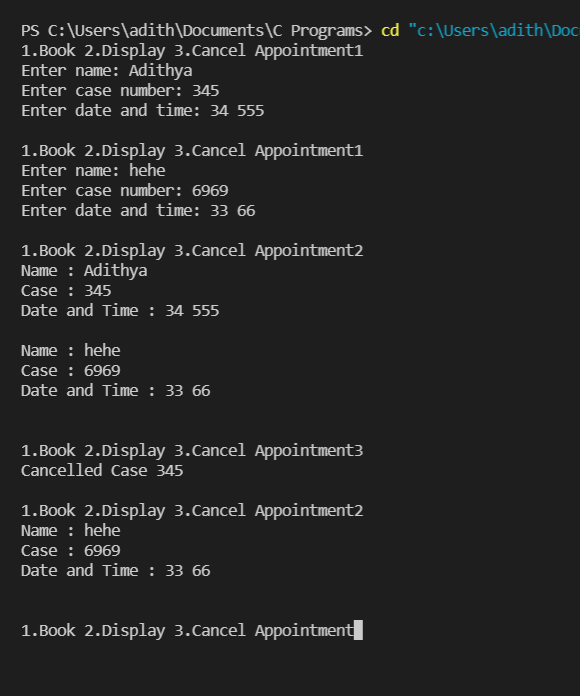 PS C:\Users\adith\Documents\C Programs> cd "c:\Users\adith\Doc
1.Book 2.Display 3.Cancel Appointment1
Enter name: Adithya
Enter case number: 345
Enter date and time: 34 555
1.Book 2.Display 3.Cancel Appointment1
Enter name: hehe
Enter case number: 6969
Enter date and time: 33 66
1.Book 2.Display 3.Cancel Appointment2
Name : Adithya
Case : 345
Date and Time : 34 555
Name : hehe
Case : 6969
Date and Time : 33 66
1.Book 2.Display 3.Cancel Appointment3
Cancelled Case 345
1.Book 2.Display 3.Cancel Appointment2
Name : hehe
Case : 6969
Date and Time : 33 66
1.Book 2.Display 3.Cancel Appointment